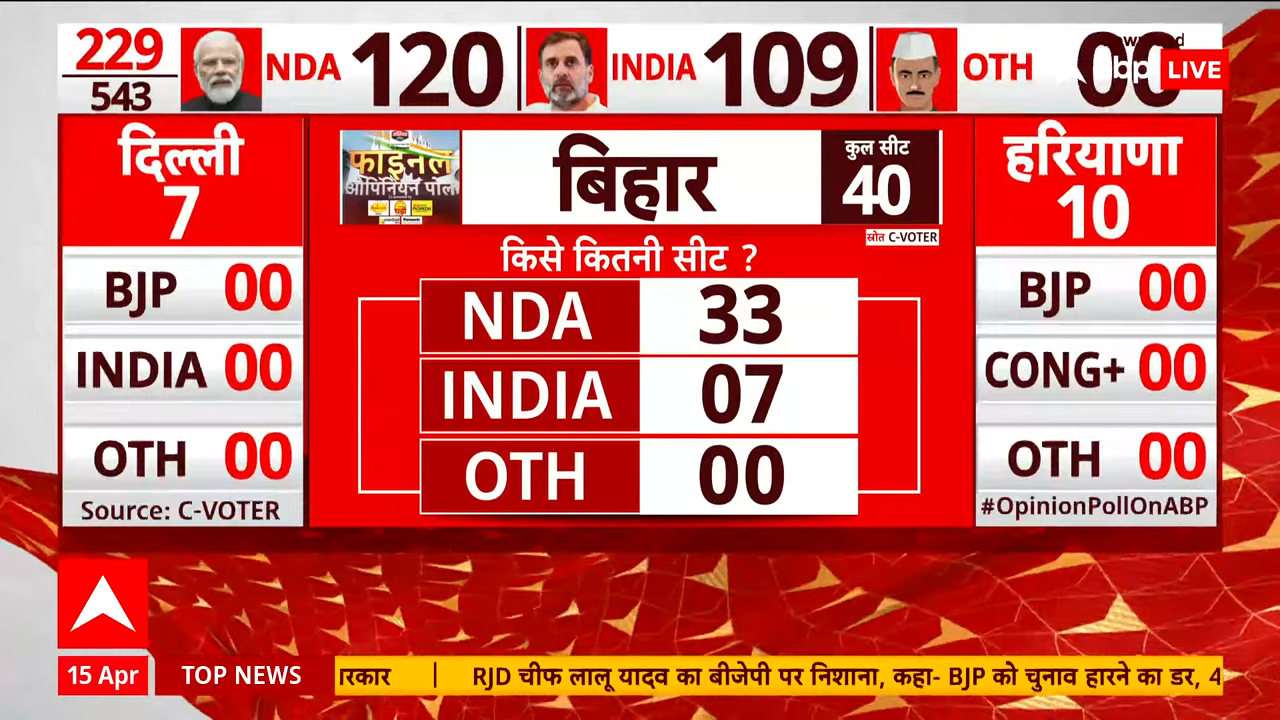 229
543
NDA 120
INDIA 109
OTH 00
abp LIVE
दिल्ली
7
BJP 00
INDIA 00
OTH 00
Source: C-VOTER
फाइनल
ओपिनियन पोल
बिहार
कुल सीट
40
स्रोत C-VOTER
किसे कितनी सीट ?
NDA 33
INDIA 07
OTH 00
हरियाणा
10
BJP 00
CONG+ 00
OTH 00
#OpinionPollOnABP
15 Apr
TOP NEWS
रकार | RJD चीफ लालू यादव का बीजेपी पर निशाना, कहा- BJP को चुनाव हारने का डर, 4